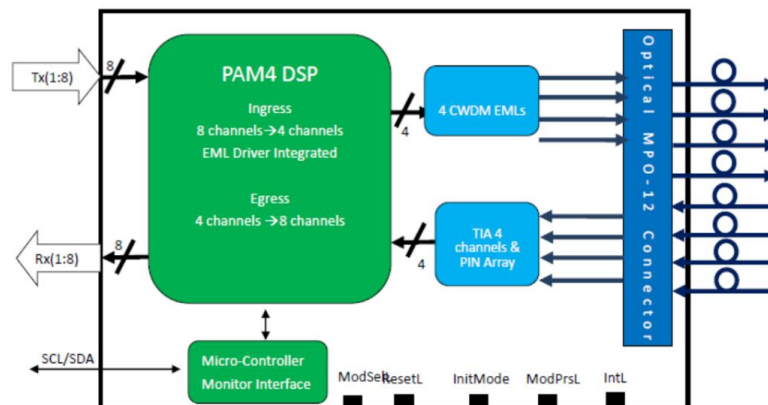 Tx(1:8)
8
PAM4 DSP
Ingress
8 channels→4 channels
EML Driver Integrated
Egress
4 channels →8 channels
4
4 CWDM EMLs
Optical MPO-12 Connector
Rx(1:8)
8
4
TIA 4
channels &
PIN Array
SCL/SDA
Micro-Controller
Monitor Interface
ModSelL
ResetL
InitMode
ModPrsL
IntL